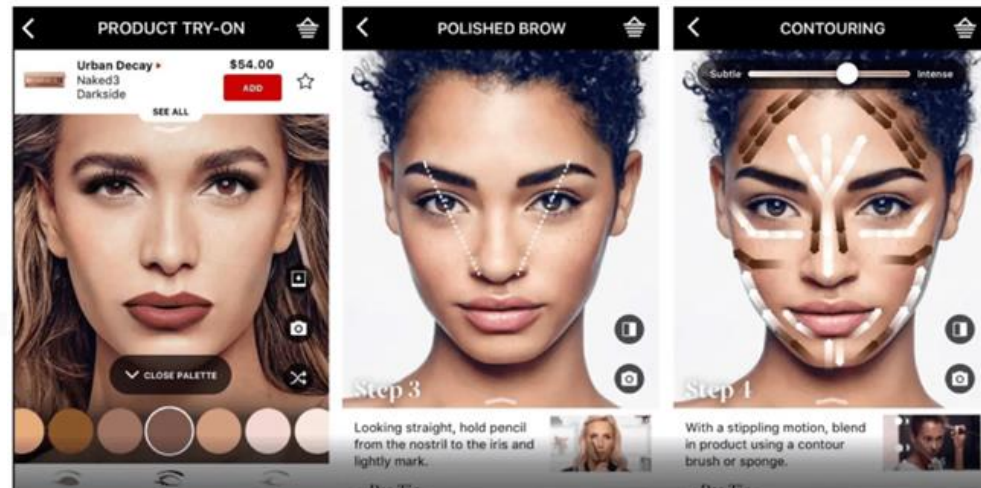 PRODUCT TRY-ON
Urban Decay
$54.00
Naked3
Darkside
ADD
SEE ALL
CLOSE PALETTE
POLISHED BROW
Step 3
Looking straight, hold pencil
from the nostril to the iris and
lightly mark.
CONTOURING
Subtle
Intense
Step 4
With a stippling motion, blend
in product using a contour
brush or sponge.